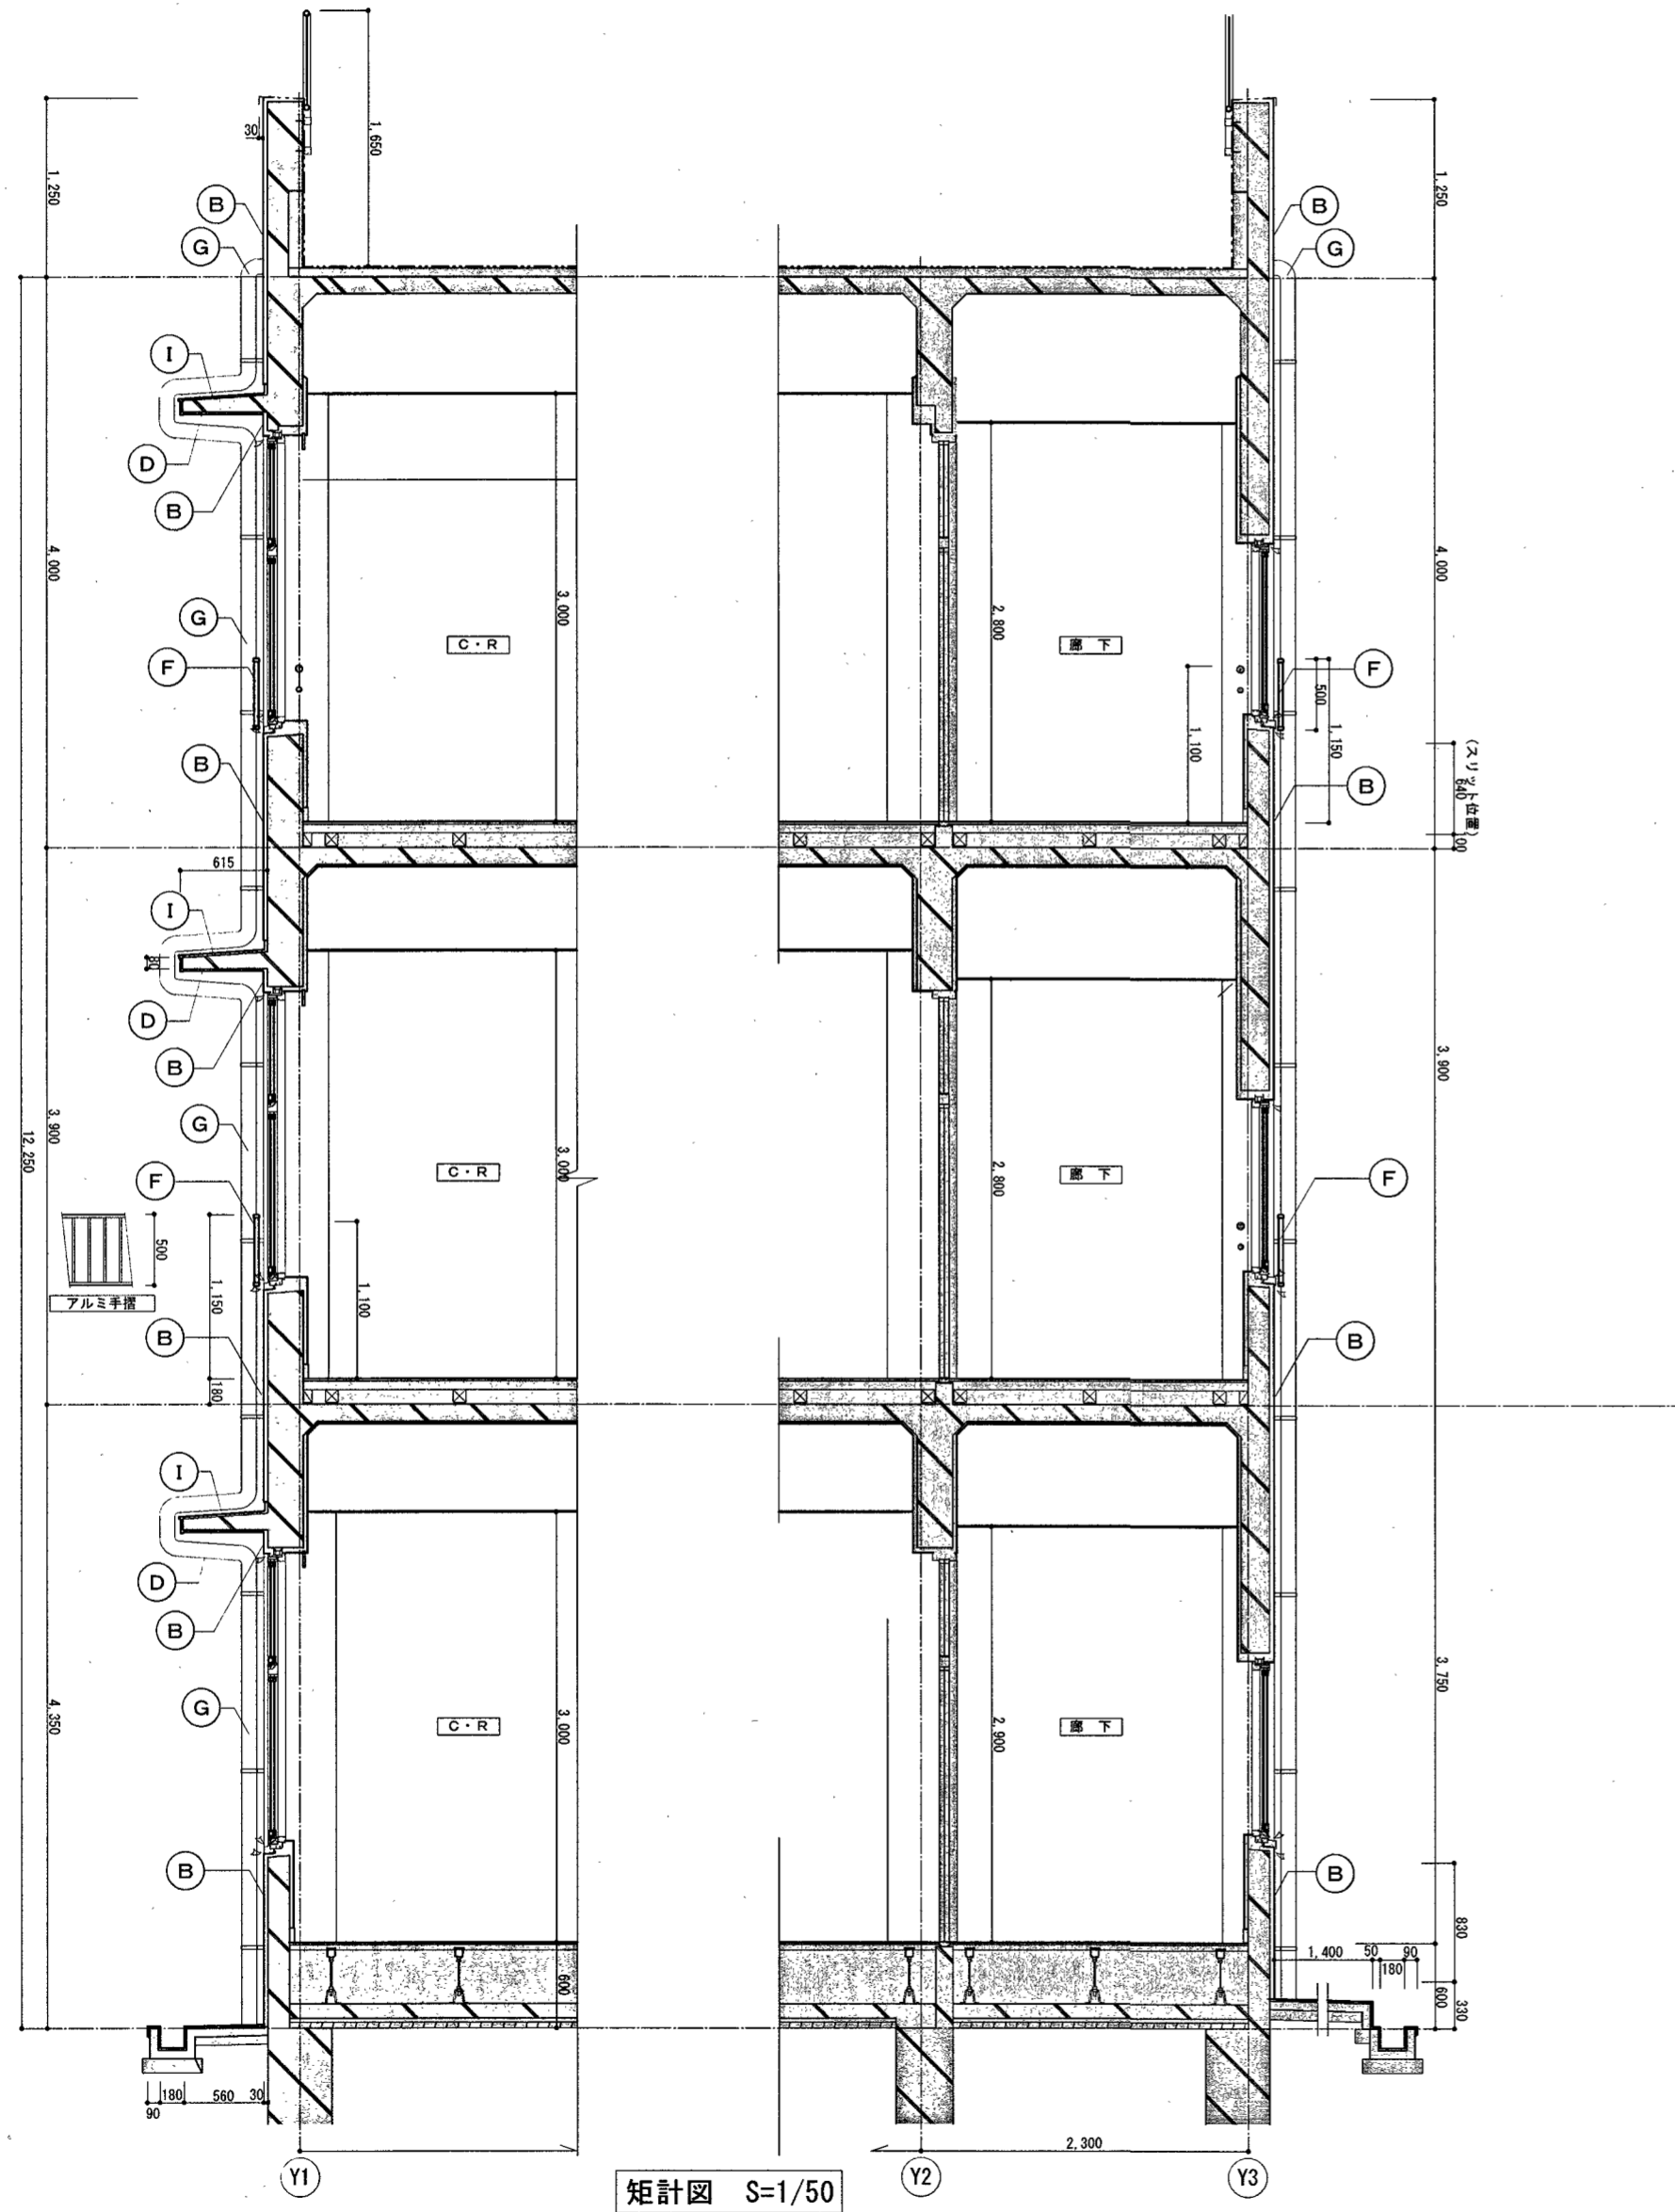 1,650
30
1,250
1,250
B
B
G
G
I
D
B
4,000
4,000
G
3,000
2,800
C・R
廊 下
F
F
500
1,100
1,150
(スリット位置)
640
100
B
B
615
I
80
D
B
3,900
3,900
12,250
G
3,000
2,800
C・R
廊 下
F
F
500
1,150
1,100
アルミ手摺
B
B
180
I
D
B
3,750
4,350
G
3,000
2,900
C・R
廊 下
B
B
830
1,400
50
90
180
600
600
330
180
560
30
90
2,300
Y1
Y2
Y3
矩計図 S=1/50